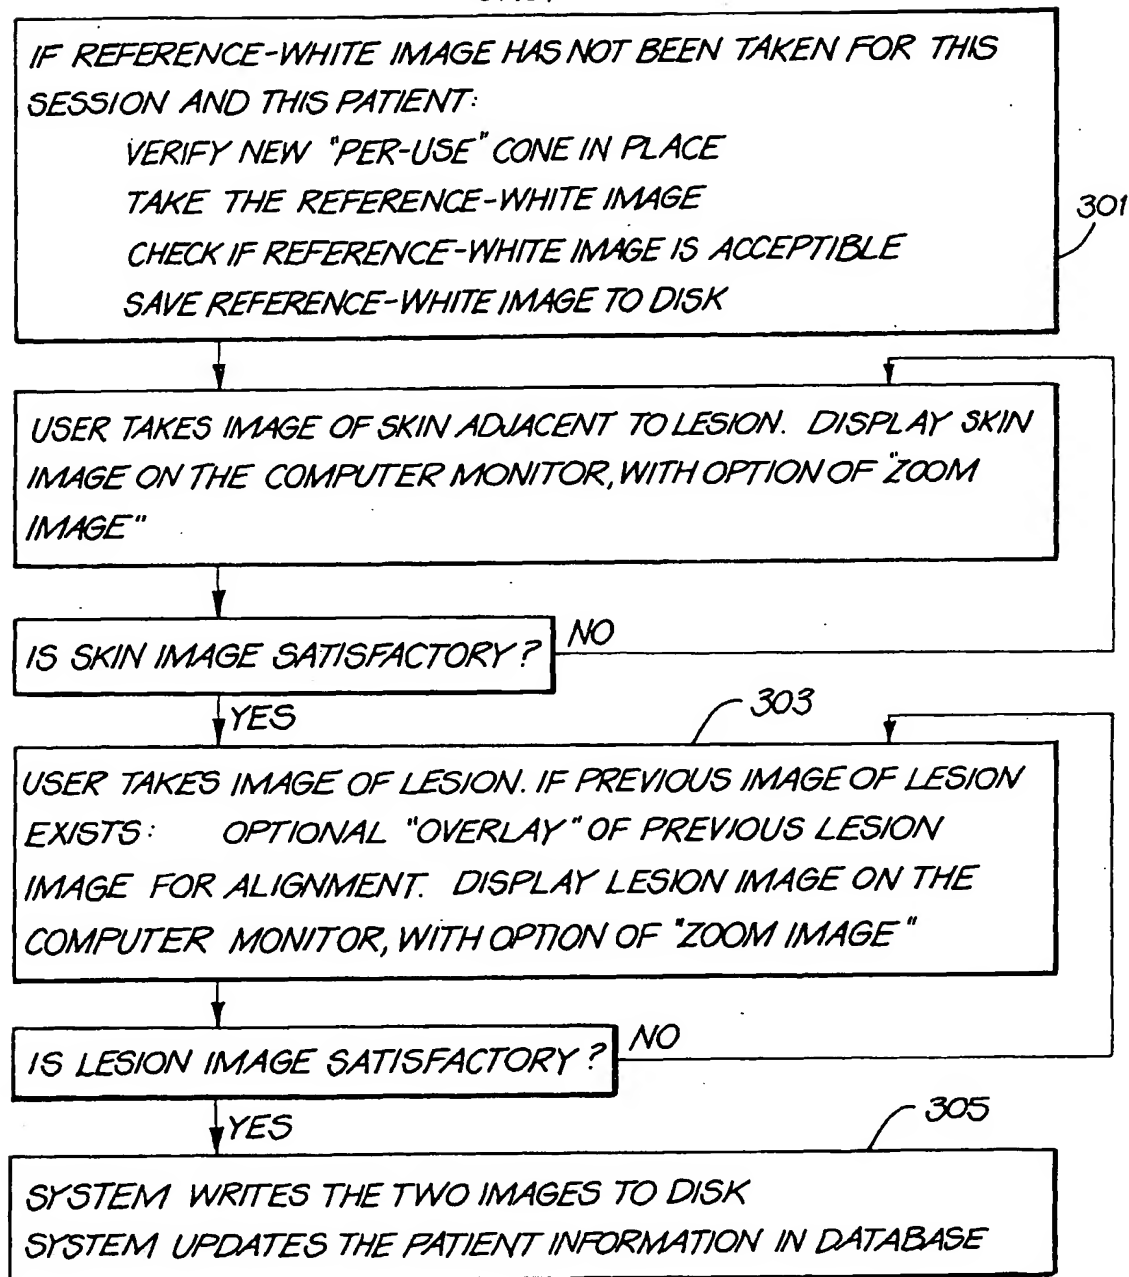 IF REFERENCE-WHITE IMAGE HAS NOT BEEN TAKEN FOR THIS
SESSION AND THIS PATIENT:
VERIFY NEW "PER-USE" CONE IN PLACE
TAKE THE REFERENCE-WHITE IMAGE
CHECK IF REFERENCE-WHITE IMAGE IS ACCEPTIBLE
SAVE REFERENCE-WHITE IMAGE TO DISK
301
USER TAKES IMAGE OF SKIN ADJACENT TO LESION. DISPLAY SKIN
IMAGE ON THE COMPUTER MONITOR, WITH OPTION OF "ZOOM
IMAGE"
IS SKIN IMAGE SATISFACTORY?
NO
YES
303
USER TAKES IMAGE OF LESION. IF PREVIOUS IMAGE OF LESION
EXISTS: OPTIONAL "OVERLAY" OF PREVIOUS LESION
IMAGE FOR ALIGNMENT. DISPLAY LESION IMAGE ON THE
COMPUTER MONITOR, WITH OPTION OF "ZOOM IMAGE"
IS LESION IMAGE SATISFACTORY?
NO
YES
305
SYSTEM WRITES THE TWO IMAGES TO DISK
SYSTEM UPDATES THE PATIENT INFORMATION IN DATABASE